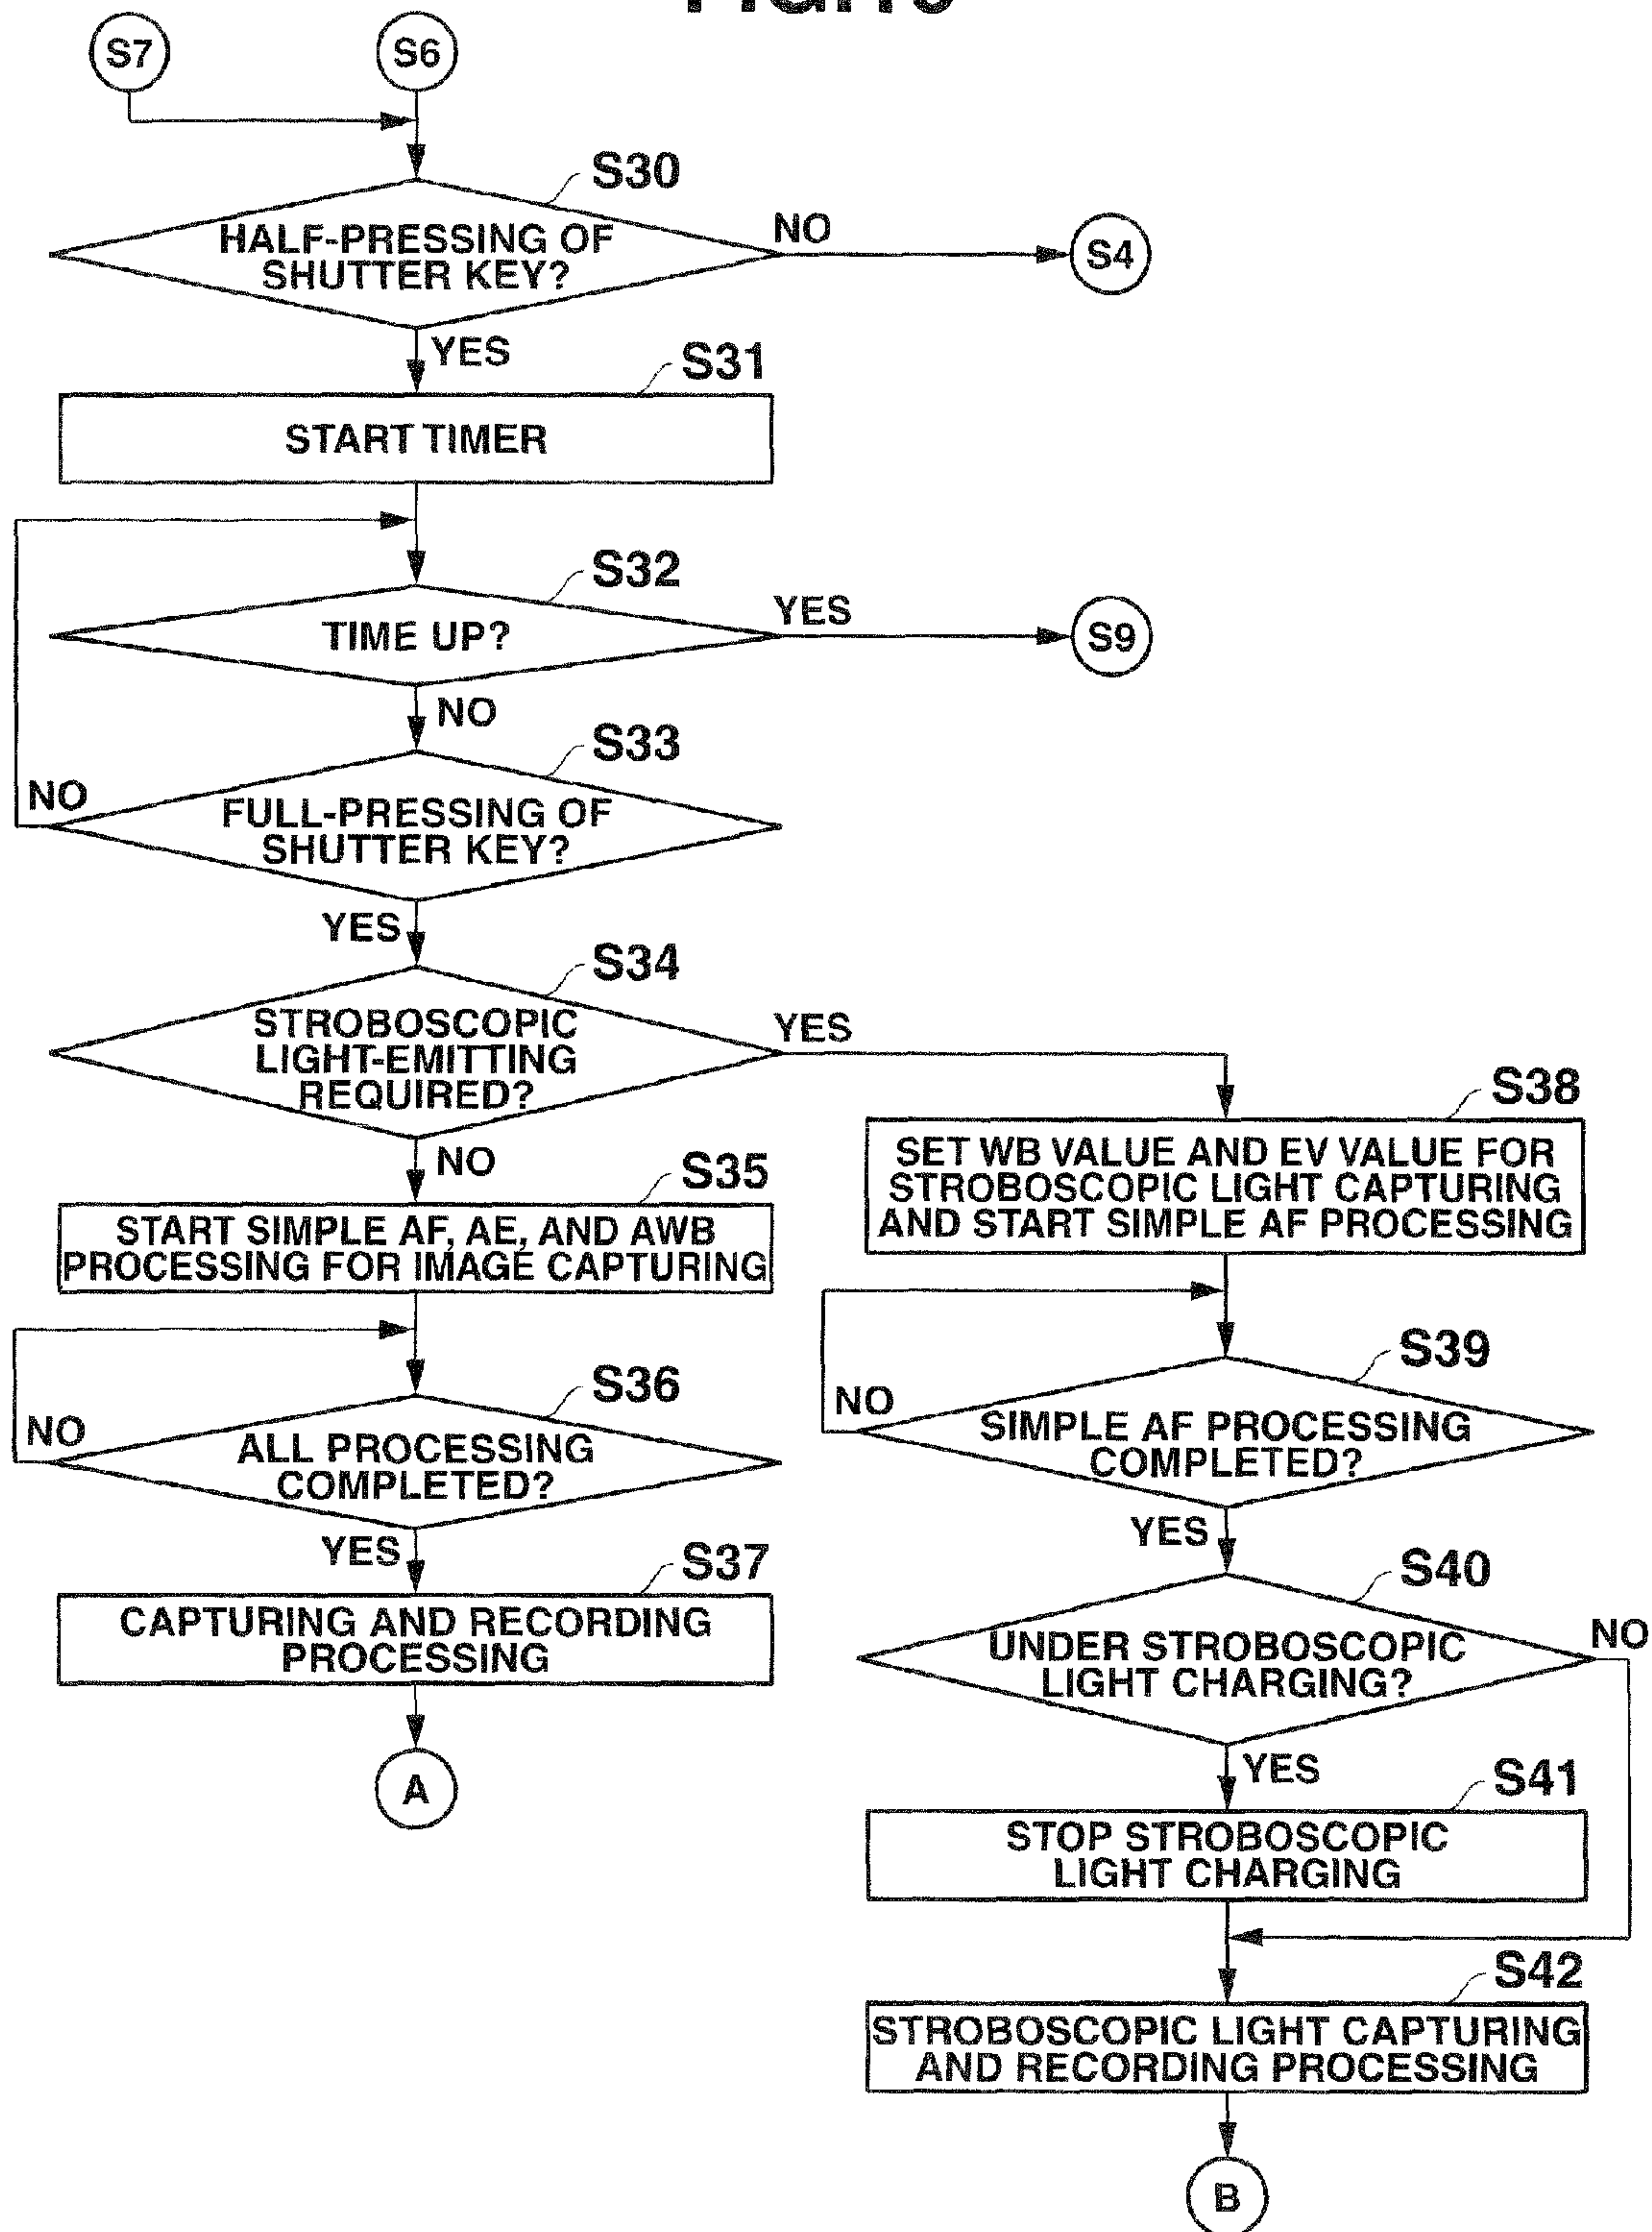 S7
S6
S30
HALF-PRESSING OF
SHUTTER KEY?
NO
S4
YES
S31
START TIMER
S32
TIME UP?
YES
S9
NO
S33
FULL-PRESSING OF
SHUTTER KEY?
NO
YES
S34
STROBOSCOPIC
LIGHT-EMITTING
REQUIRED?
YES
NO
S35
START SIMPLE AF, AE, AND AWB
PROCESSING FOR IMAGE CAPTURING
S36
ALL PROCESSING
COMPLETED?
NO
YES
S37
CAPTURING AND RECORDING
PROCESSING
A
S38
SET WB VALUE AND EV VALUE FOR
STROBOSCOPIC LIGHT CAPTURING
AND START SIMPLE AF PROCESSING
S39
SIMPLE AF PROCESSING
COMPLETED?
NO
YES
S40
UNDER STROBOSCOPIC
LIGHT CHARGING?
NO
YES
S41
STOP STROBOSCOPIC
LIGHT CHARGING
S42
STROBOSCOPIC LIGHT CAPTURING
AND RECORDING PROCESSING
B